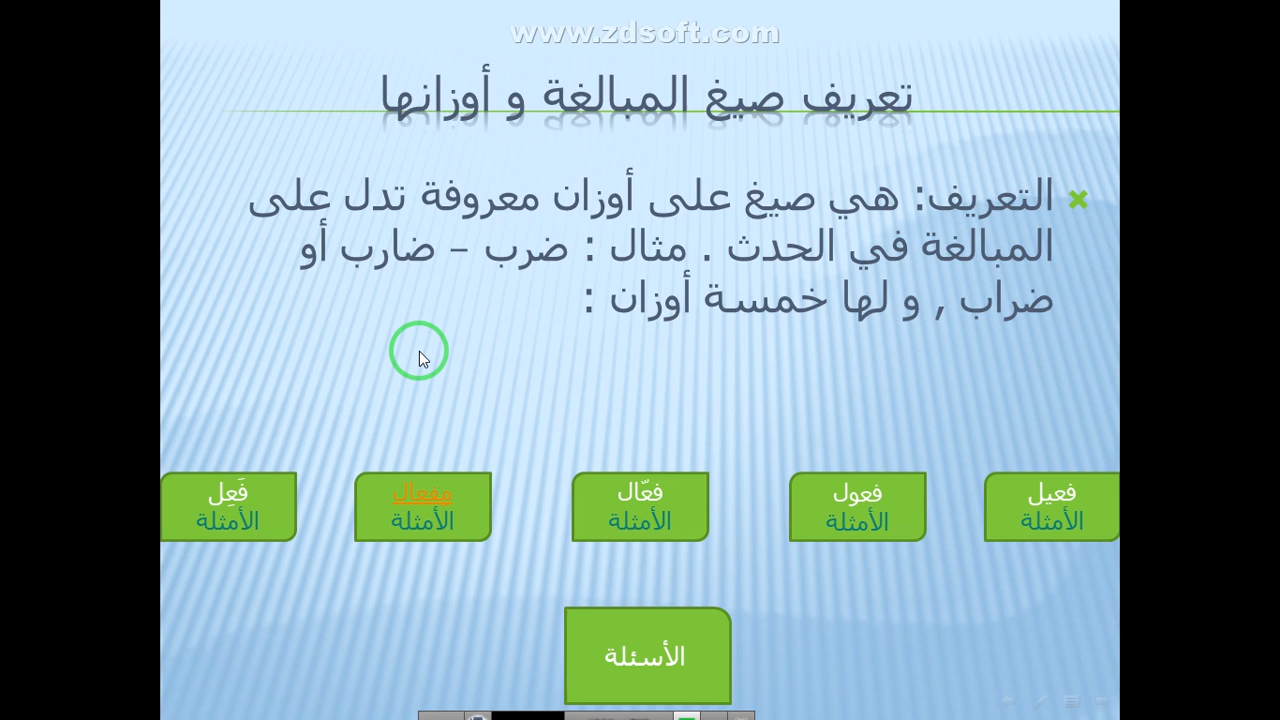 www.zdsoft.com
تعريف صيغ المبالغة و أوزانها
التعريف: هي صيغ على أوزان معروفة تدل على
المبالغة في الحدث . مثال : ضرب – ضارب أو
ضراب , و لها خمسة أوزان :
فعيل
الأمثلة
فعول
الأمثلة
فعّال
الأمثلة
مفعال
الأمثلة
فَعِل
الأمثلة
الأسئلة